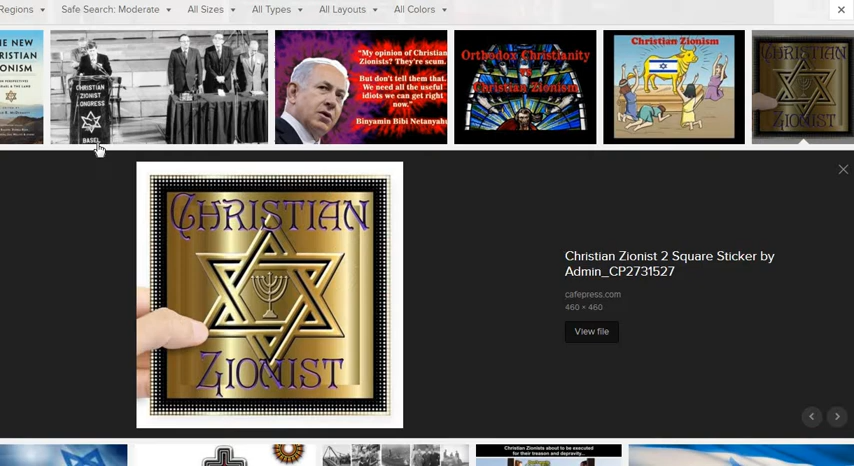 Regions
Safe Search: Moderate
All Sizes
All Types
All Layouts
All Colors
THE NEW
CHRISTIAN
ZIONISM
CHRISTIAN
ZIONIST
CONGRESS
BASEL
"My opinion of Christian
Zionists? They're scum.
But don't tell them that.
We need all the useful
idiots we can get right
now."
Binyamin Bibi Netanyahu
Orthodox Christianity
vs
Christian Zionism
Christian Zionism
CHRISTIAN
ZIONIST
CHRISTIAN
ZIONIST
Christian Zionist 2 Square Sticker by
Admin_CP2731527
cafepress.com
460 × 460
View file
Christian Zionists about to be executed
for their treason and depravity...